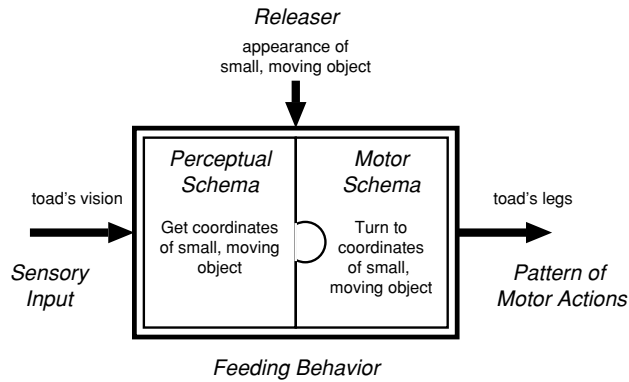 Releaser
appearance of
small, moving object
Perceptual
Schema
Motor
Schema
toad's vision
toad's legs
Get coordinates
of small, moving
object
Turn to
coordinates
of small,
moving object
Sensory
Input
Pattern of
Motor Actions
Feeding Behavior